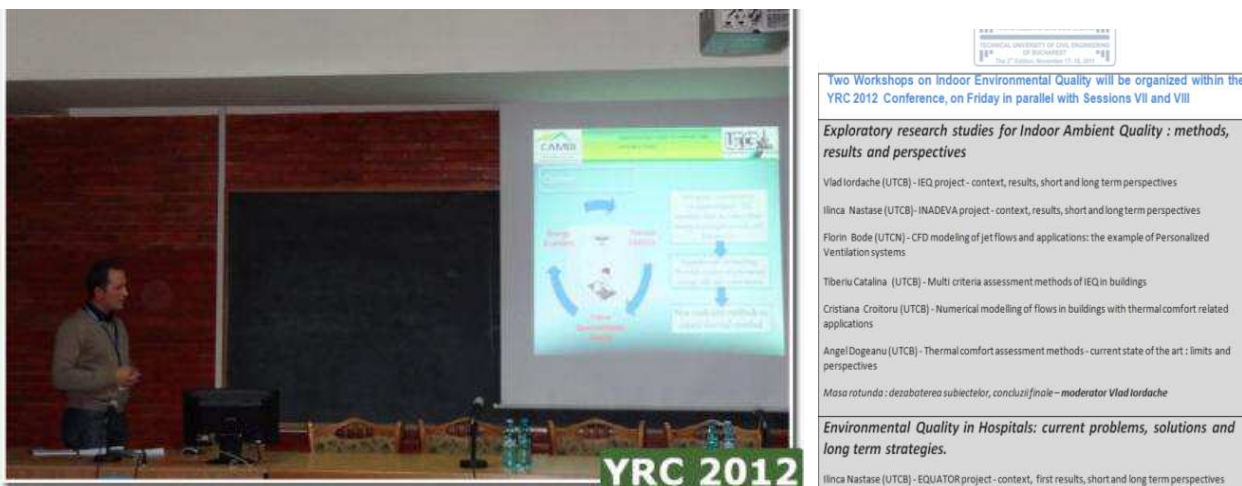 CAMBI
YRC 2012
TECHNICAL UNIVERSITY OF CIVIL ENGINEERING
OF BUCHAREST
Two Workshops on Indoor Environmental Quality will be organized within the
YRC 2012 Conference, on Friday in parallel with Sessions VII and VIII
Exploratory research studies for Indoor Ambient Quality : methods,
results and perspectives
Vlad Iordache (UTCB) - IEQ project - context, results, short and long term perspectives
Ilinca Nastase (UTCB) - INADEVA project - context, results, short and long term perspectives
Florin Bode (UTCN) - CFD modeling of jet flows and applications: the example of Personalized
Ventilation systems
Tiberiu Catalina (UTCB) - Multi criteria assessment methods of IEQ in buildings
Cristiana Croitoru (UTCB) - Numerical modelling of flows in buildings with thermal comfort related
applications
Angel Dogeanu (UTCB) - Thermal comfort assessment methods - current state of the art : limits and
perspectives
Masa rotunda : dezabaterea subiectelor, concluzii finale – moderator Vlad Iordache
Environmental Quality in Hospitals: current problems, solutions and
long term strategies.
Ilinca Nastase (UTCB) - EQUATOR project - context, first results, short and long term perspectives